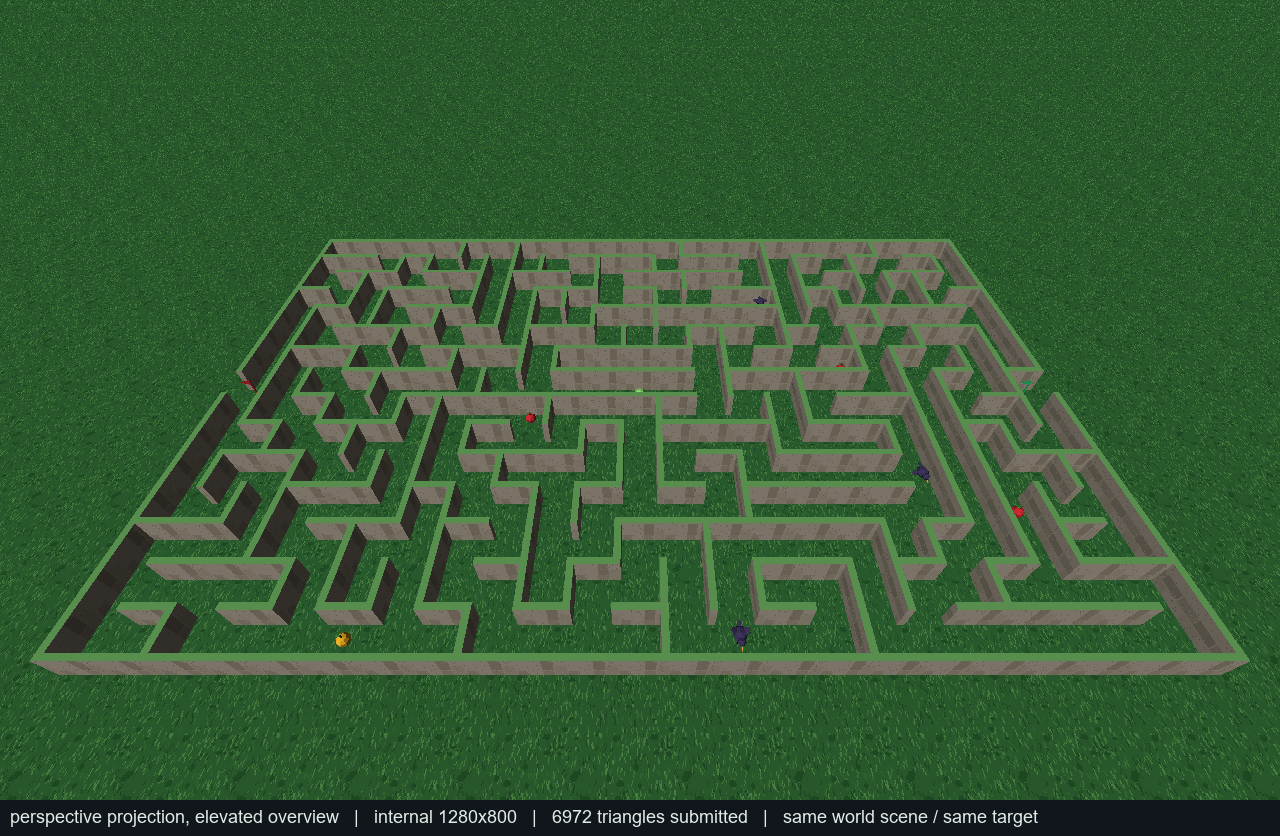 perspective projection, elevated overview | internal 1280x800 | 6972 triangles submitted | same world scene / same target